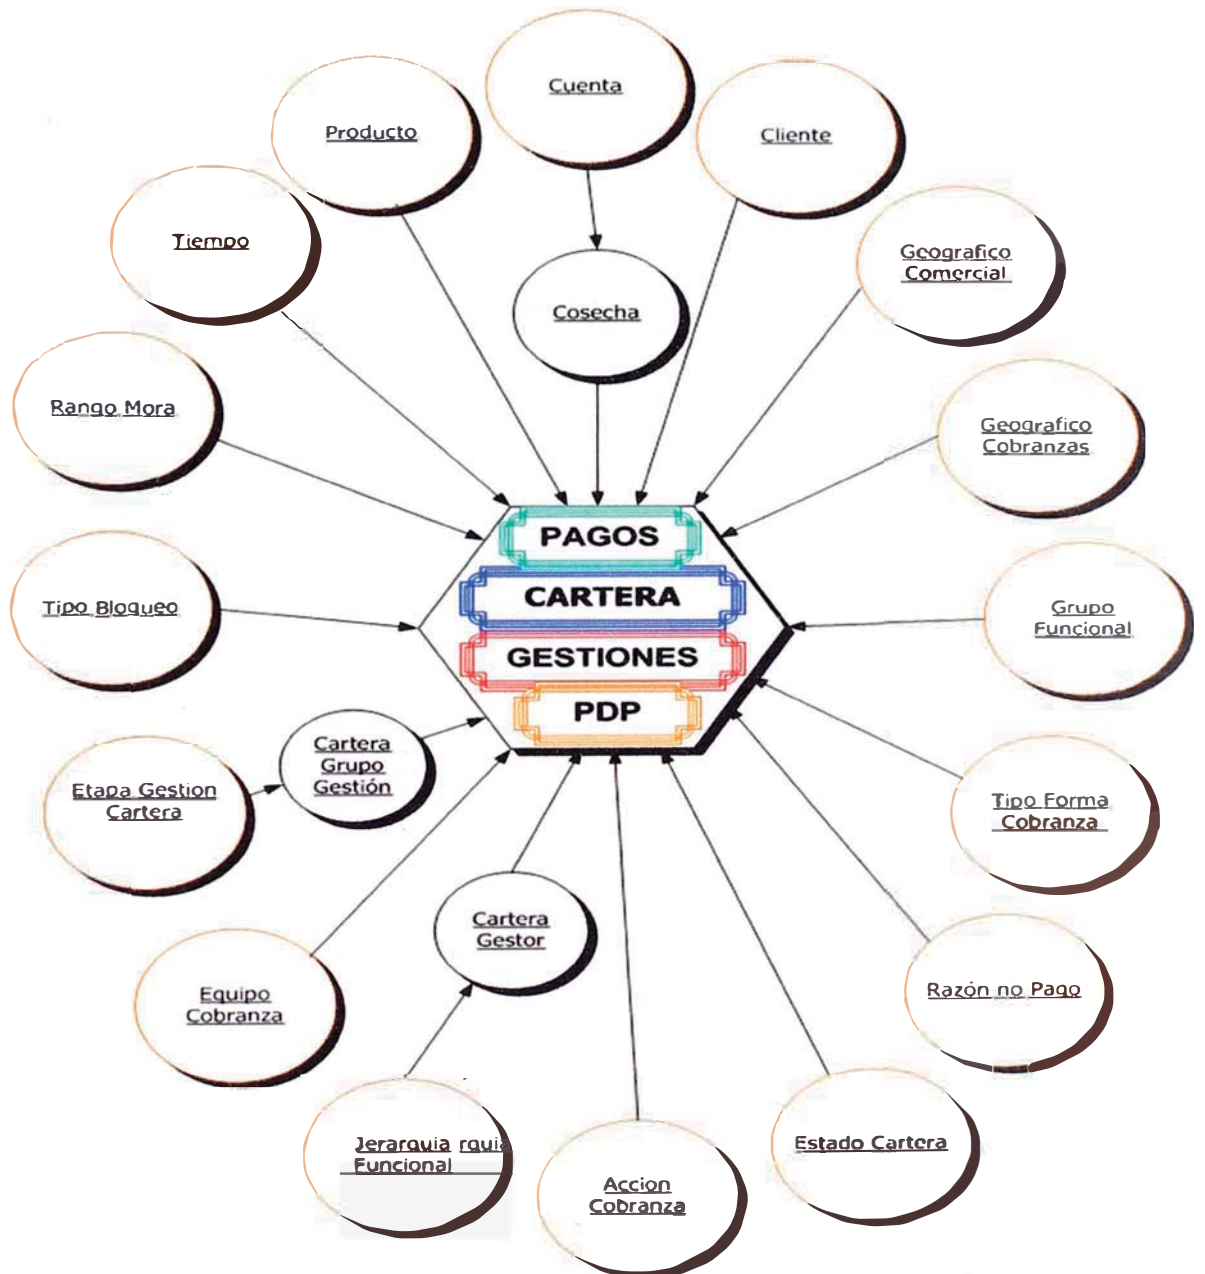 Cuenta
Producto
Cliente
Tiempo
Geografico
Comercial
Cosecha
Rango Mora
Geografico
Cobranzas
PAGOS
CARTERA
GESTIONES
PDP
Tipo Bloqueo
Grupo
Funcional
Cartera
Grupo
Gestión
Etapa Gestion
Cartera
Tipo Forma
Cobranza
Cartera
Gestor
Equipo
Cobranza
Razón no Pago
Jerarquia rquia
Funcional
Estado Cartera
Accion
Cobranza